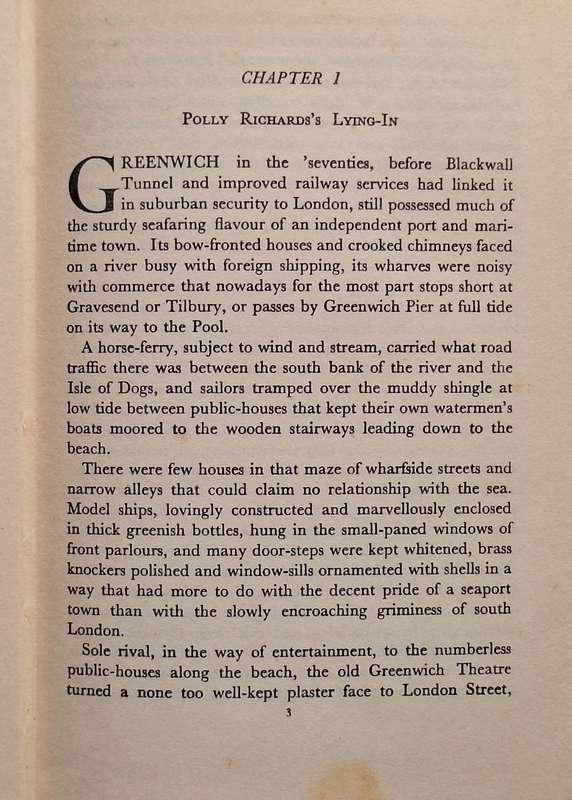 CHAPTER 1
POLLY RICHARDS'S LYING-IN
GREENWICH in the 'seventies, before Blackwall
Tunnel and improved railway services had linked it
in suburban security to London, still possessed much of
the sturdy seafaring flavour of an independent port and mari-
time town. Its bow-fronted houses and crooked chimneys faced
on a river busy with foreign shipping, its wharves were noisy
with commerce that nowadays for the most part stops short at
Gravesend or Tilbury, or passes by Greenwich Pier at full tide
on its way to the Pool.
A horse-ferry, subject to wind and stream, carried what road
traffic there was between the south bank of the river and the
Isle of Dogs, and sailors tramped over the muddy shingle at
low tide between public-houses that kept their own watermen's
boats moored to the wooden stairways leading down to the
beach.
There were few houses in that maze of wharfside streets and
narrow alleys that could claim no relationship with the sea.
Model ships, lovingly constructed and marvellously enclosed
in thick greenish bottles, hung in the small-paned windows of
front parlours, and many door-steps were kept whitened, brass
knockers polished and window-sills ornamented with shells in a
way that had more to do with the decent pride of a seaport
town than with the slowly encroaching griminess of south
London.
Sole rival, in the way of entertainment, to the numberless
public-houses along the beach, the old Greenwich Theatre
turned a none too well-kept plaster face to London Street,
3